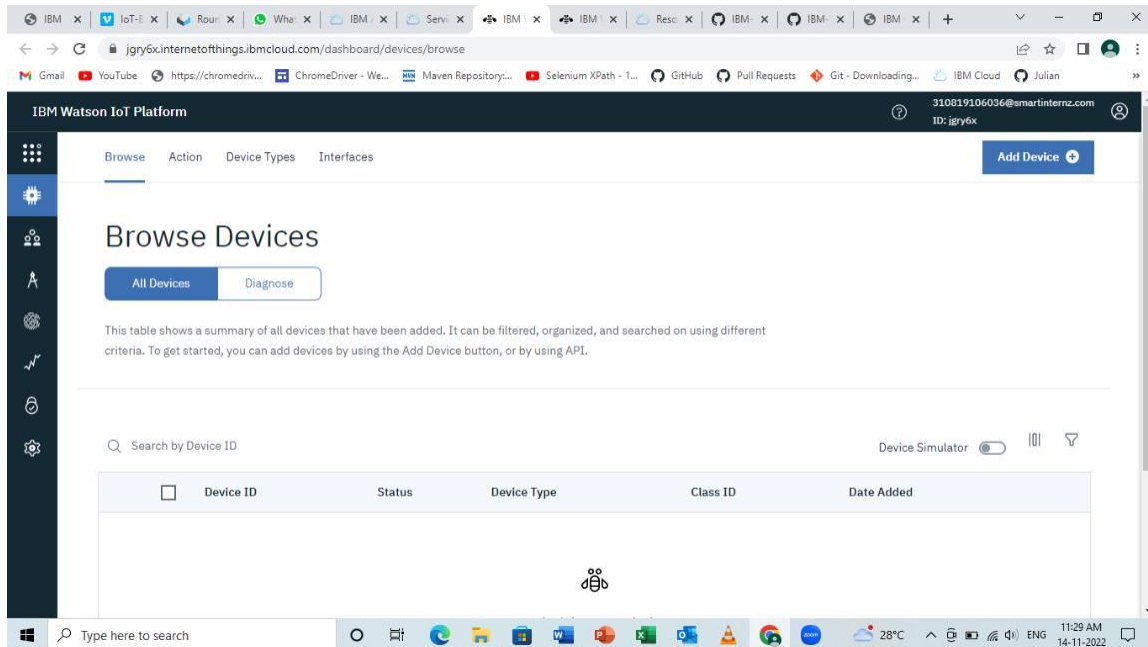 IBM
IoT-E
Roun
What
IBM
Servi
IBM
IBM
Reso
IBM-
IBM-
IBM
jgry6x.internetofthings.ibmcloud.com/dashboard/devices/browse
Gmail YouTube https://chromedriv... ChromeDriver - We... Maven Repository:... Selenium XPath - 1... GitHub Pull Requests Git - Downloading... IBM Cloud Julian »
IBM Watson IoT Platform
310819106036@smartinternz.com
ID: jgry6x
Browse Action Device Types Interfaces
Add Device
Browse Devices
All Devices Diagnose
This table shows a summary of all devices that have been added. It can be filtered, organized, and searched on using different
criteria. To get started, you can add devices by using the Add Device button, or by using API.
Search by Device ID
Device Simulator
Device ID Status Device Type Class ID Date Added
Type here to search
zoom
28°C
ENG
11:29 AM
14-11-2022